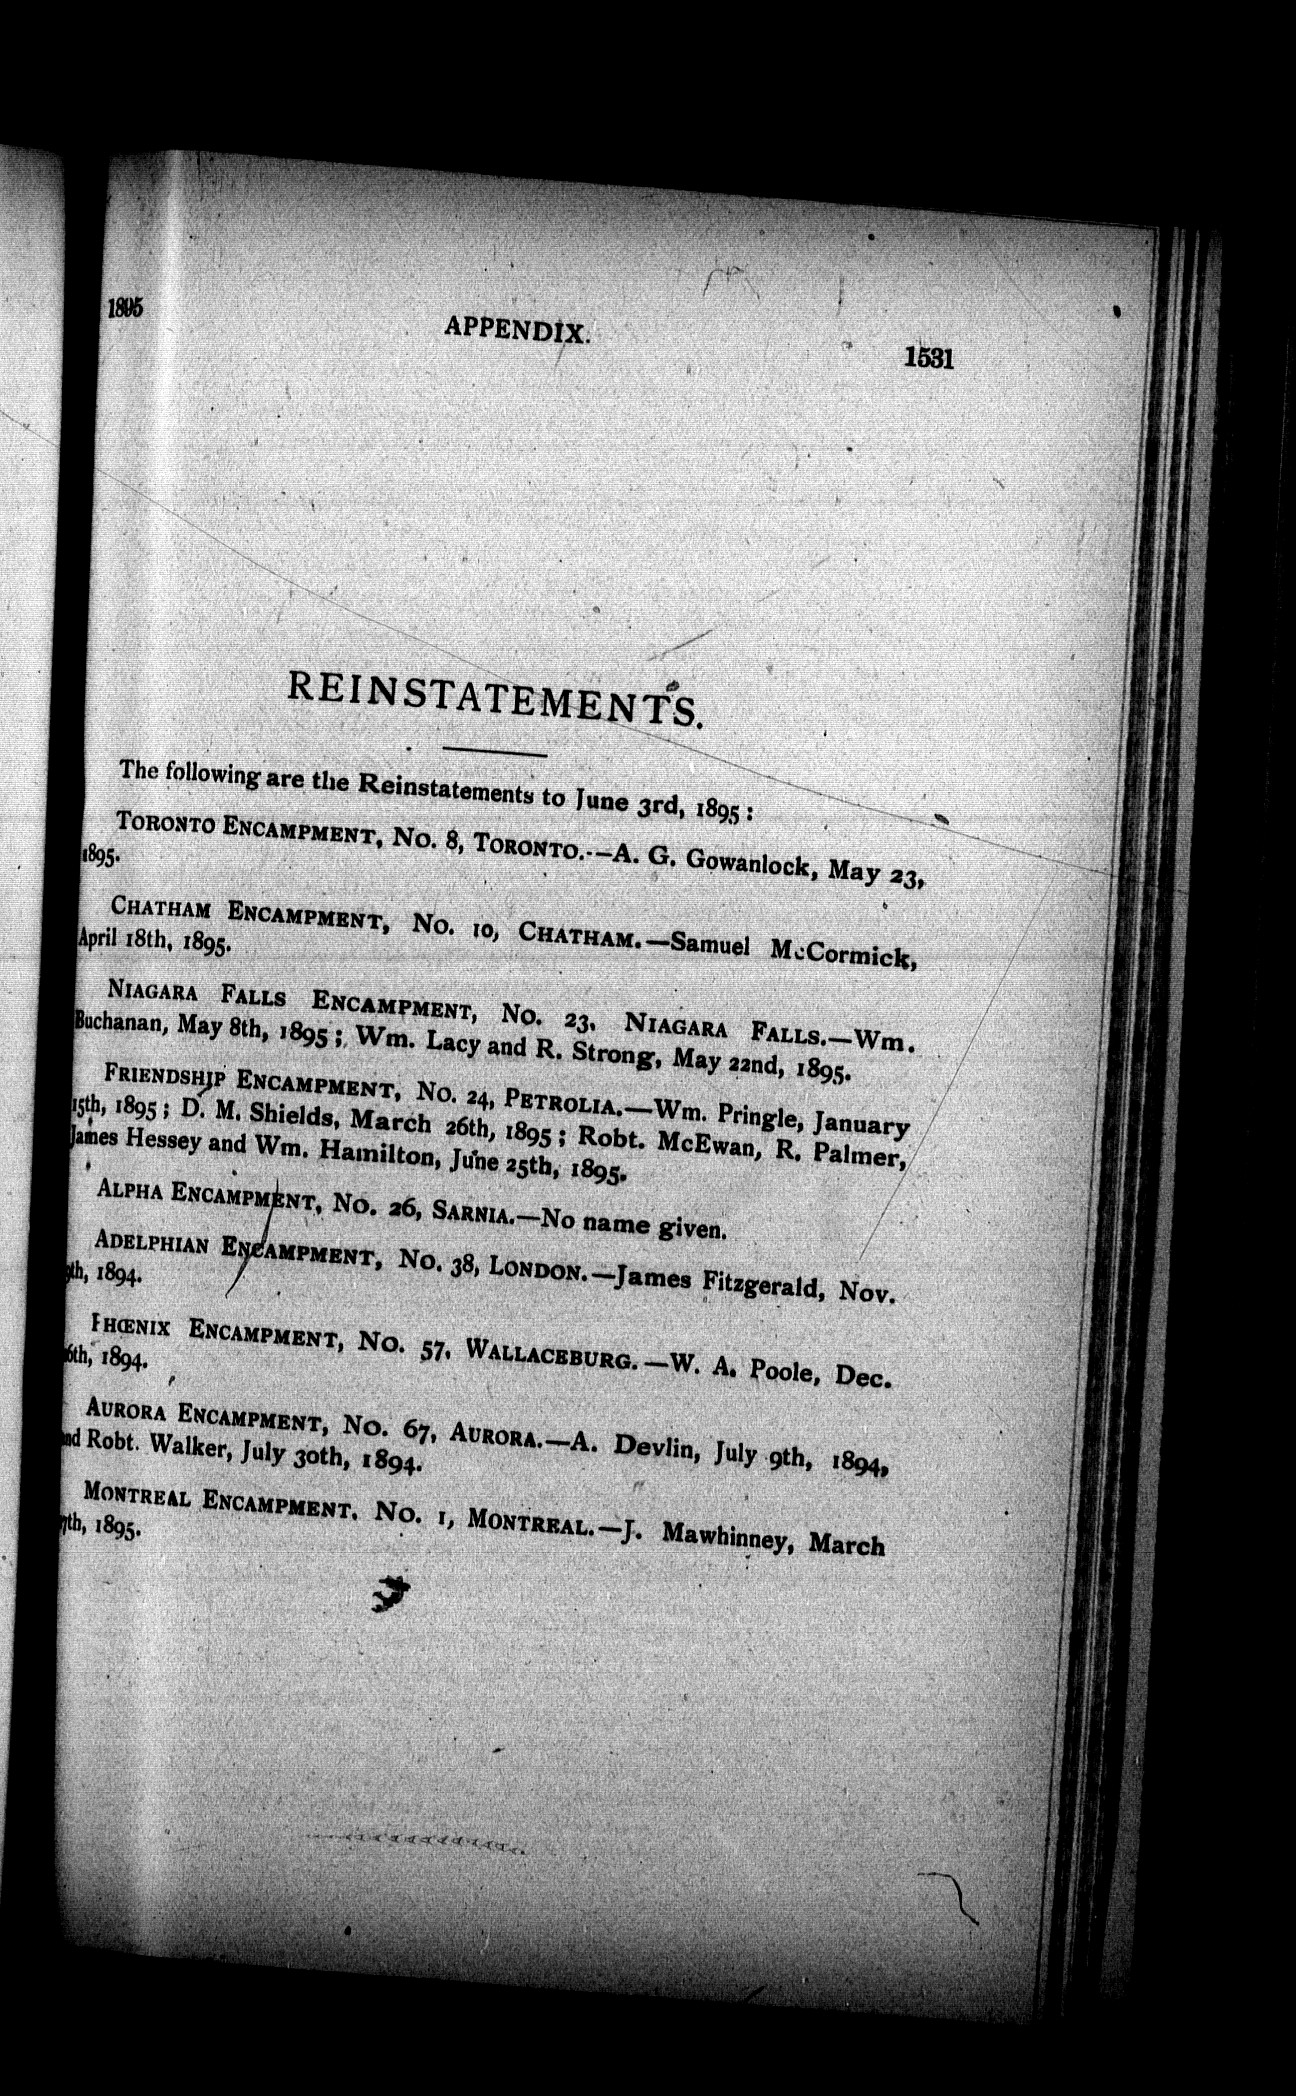 1895
APPENDIX.
1531
REINSTATEMENTS.
The following are the Reinstatements to June 3rd, 1895:
TORONTO ENCAMPMENT, No. 8, TORONTO.--A. G. Gowanlock, May 23,
1895.
CHATHAM ENCAMPMENT, No. 10, CHATHAM.—Samuel McCormick,
April 18th, 1895.
NIAGARA FALLS ENCAMPMENT, No. 23, NIAGARA FALLS.—Wm.
Buchanan, May 8th, 1895; Wm. Lacy and R. Strong, May 22nd, 1895.
FRIENDSHIP ENCAMPMENT, No. 24, PETROLIA.—Wm. Pringle, January
15th, 1895; D. M. Shields, March 26th, 1895; Robt. McEwan, R. Palmer,
James Hessey and Wm. Hamilton, June 25th, 1895.
ALPHA ENCAMPMENT, No. 26, SARNIA.—No name given.
ADELPHIAN ENCAMPMENT, No. 38, LONDON.—James Fitzgerald, Nov.
1894.
PHŒNIX ENCAMPMENT, No. 57, WALLACEBURG.—W. A. Poole, Dec.
1894.
AURORA ENCAMPMENT, No. 67, AURORA.—A. Devlin, July 9th, 1894,
and Robt. Walker, July 30th, 1894.
MONTREAL ENCAMPMENT. No. 1, MONTREAL.—J. Mawhinney, March
1895.